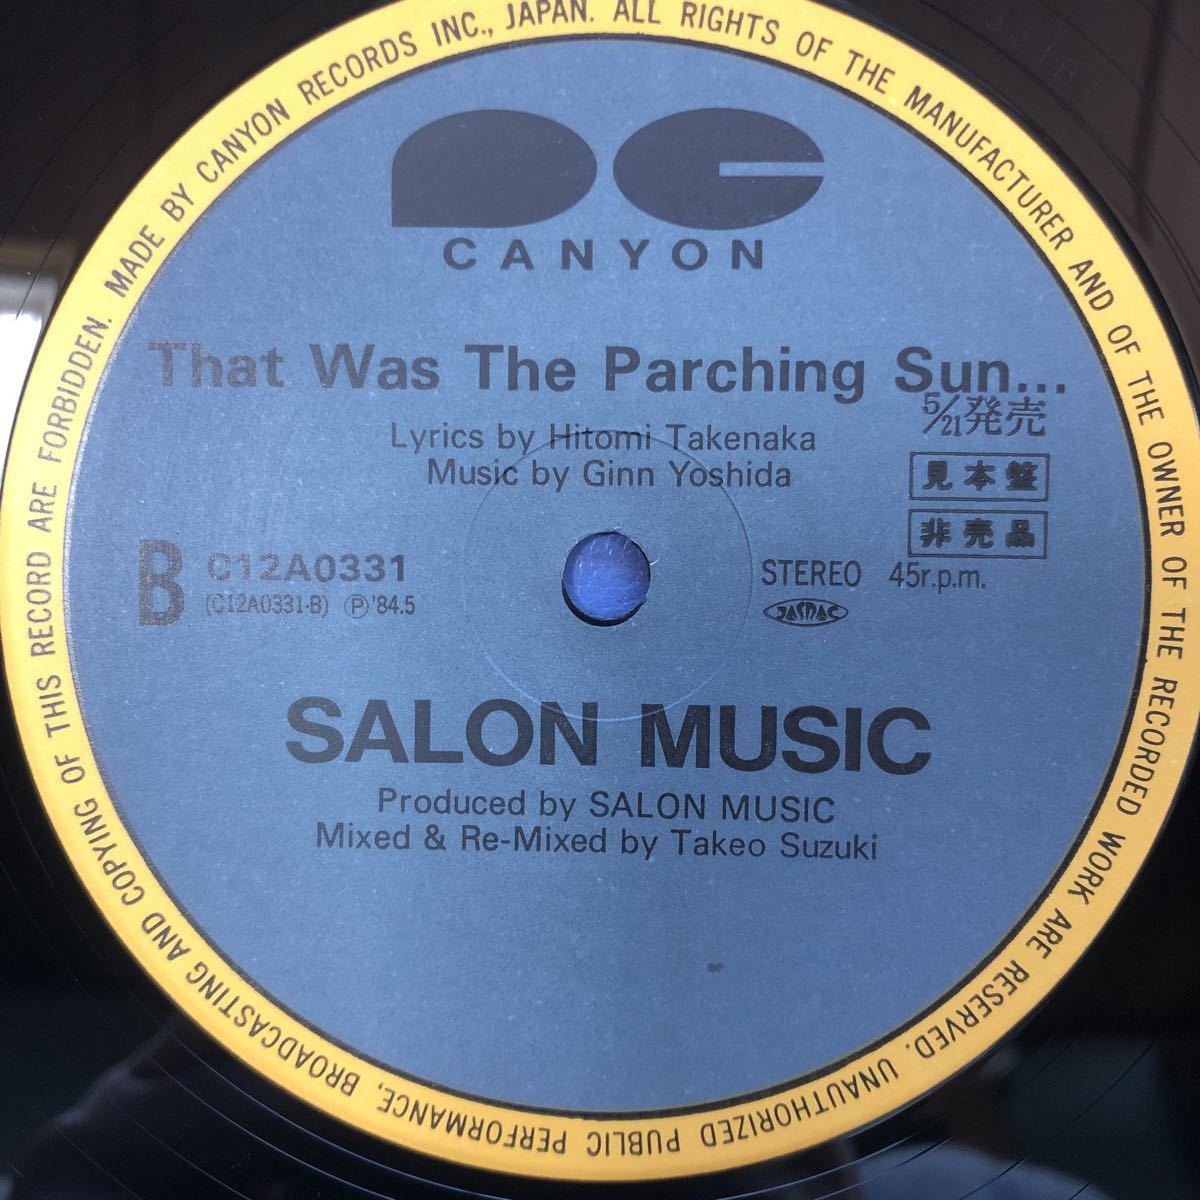 MADE BY CANYON RECORDS INC., JAPAN. ALL RIGHTS OF THE MANUFACTURER AND OF THE OWNER OF THE RECORDED WORK ARE RESERVED. UNAUTHORIZED PUBLIC PERFORMANCE, BROADCASTING AND COPYING OF THIS RECORD ARE FORBIDDEN.
CANYON
That Was The Parching Sun...
5/21発売
Lyrics by Hitomi Takenaka
Music by Ginn Yoshida
見本盤
非売品
B C12A0331 STEREO 45r.p.m.
(C12A0331-B) Ⓟ'84.5 JASRAC
SALON MUSIC
Produced by SALON MUSIC
Mixed & Re-Mixed by Takeo Suzuki